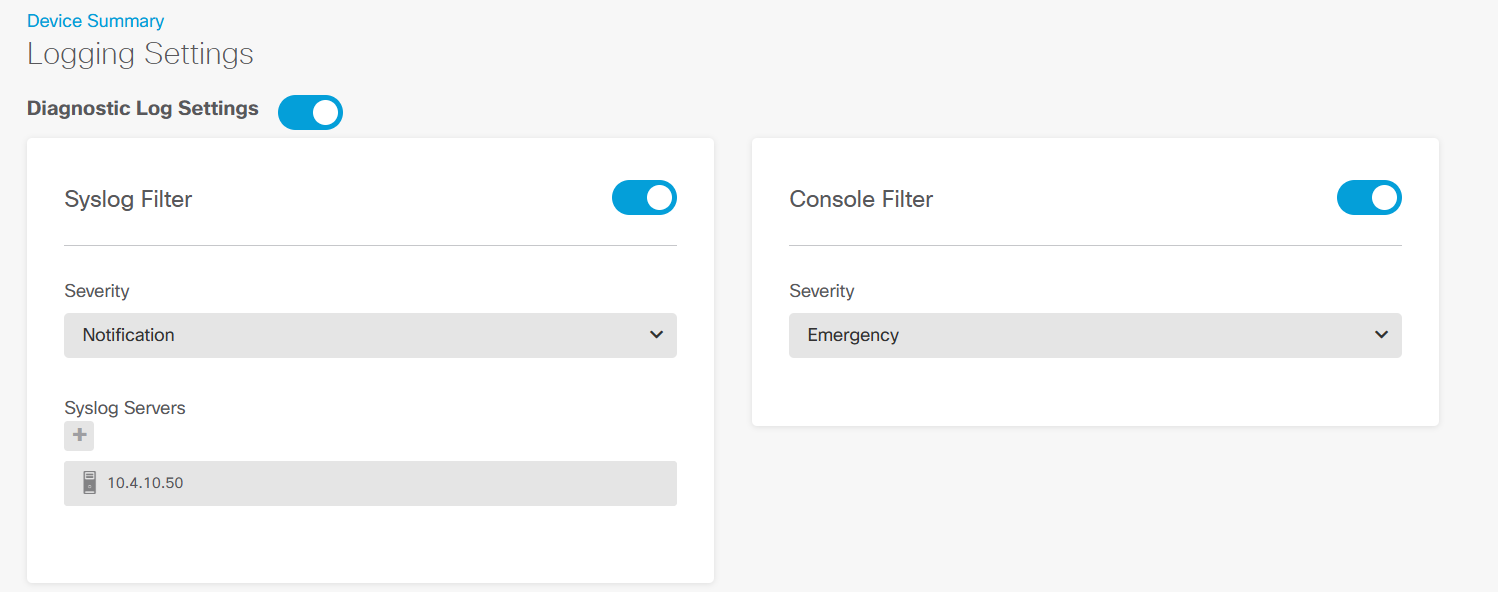 Device Summary
Logging Settings
Diagnostic Log Settings
Syslog Filter
Severity
Notification
Syslog Servers
10.4.10.50
Console Filter
Severity
Emergency